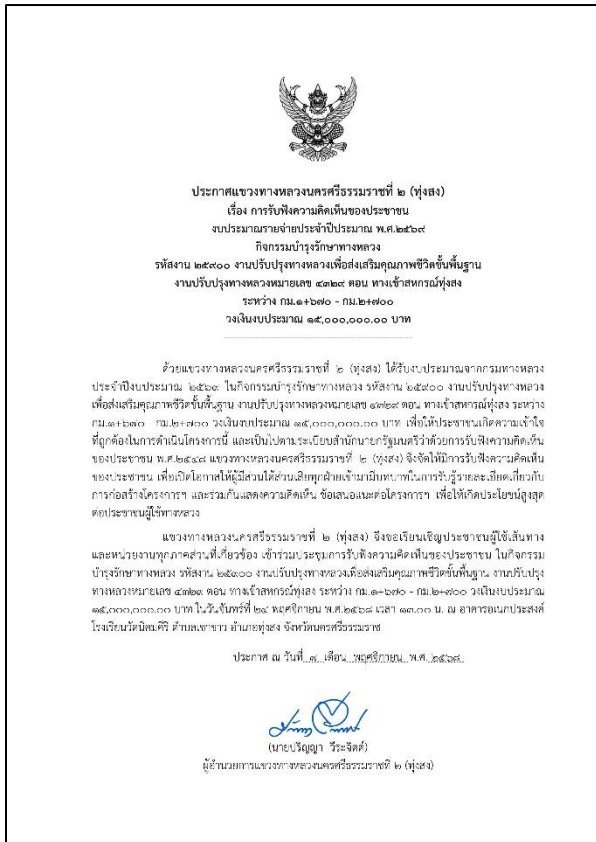 ประกาศแขวงทางหลวงนครศรีธรรมราชที่ ๒ (ทุ่งสง)
เรื่อง การรับฟังความคิดเห็นของประชาชน
งบประมาณรายจ่ายประจำปีประมาณ พ.ศ.๒๕๖๙
กิจกรรมบำรุงรักษาทางหลวง
รหัสงาน ๒๕๙๐๐ งานปรับปรุงทางหลวงเพื่อส่งเสริมคุณภาพชีวิตขั้นพื้นฐาน
งานปรับปรุงทางหลวงหมายเลข ๔๓๒๙ ตอน ทางเข้าสหกรณ์ทุ่งสง
ระหว่าง กม.๑+๖๗๐ - กม.๒+๗๐๐
วงเงินงบประมาณ ๑๕,๐๐๐,๐๐๐.๐๐ บาท
ด้วยแขวงทางหลวงนครศรีธรรมราชที่ ๒ (ทุ่งสง) ได้รับงบประมาณจากกรมทางหลวง
ประจำปีงบประมาณ ๒๕๖๙ ในกิจกรรมบำรุงรักษาทางหลวง รหัสงาน ๒๕๙๐๐ งานปรับปรุงทางหลวง
เพื่อส่งเสริมคุณภาพชีวิตขั้นพื้นฐาน งานปรับปรุงทางหลวงหมายเลข ๔๓๒๙ ตอน ทางเข้าสหกรณ์ทุ่งสง ระหว่าง
กม.๑+๖๗๐ กม.๒+๗๐๐ วงเงินงบประมาณ ๑๕,๐๐๐,๐๐๐.๐๐ บาท เพื่อให้ประชาชนเกิดความเข้าใจ
ที่ถูกต้องในการดำเนินโครงการนี้ และเป็นไปตามระเบียบสำนักนายกรัฐมนตรีว่าด้วยการรับฟังความคิดเห็น
ของประชาชน พ.ศ.๒๕๔๘ แขวงทางหลวงนครศรีธรรมราชที่ ๒ (ทุ่งสง) จึงจัดให้มีการรับฟังความคิดเห็น
ของประชาชน เพื่อเปิดโอกาสให้ผู้มีส่วนได้ส่วนเสียทุกฝ่ายเข้ามามีบทบาทในการรับรู้รายละเอียดเกี่ยวกับ
การก่อสร้างโครงการฯ และร่วมกันแสดงความคิดเห็น ข้อเสนอแนะต่อโครงการฯ เพื่อให้เกิดประโยชน์สูงสุด
ต่อประชาชนผู้ใช้ทางหลวง
แขวงทางหลวงนครศรีธรรมราชที่ ๒ (ทุ่งสง) จึงขอเรียนเชิญประชาชนผู้ใช้เส้นทาง
และหน่วยงานทุกภาคส่วนที่เกี่ยวข้อง เข้าร่วมประชุมการรับฟังความคิดเห็นของประชาชน ในกิจกรรม
บำรุงรักษาทางหลวง รหัสงาน ๒๕๙๐๐ งานปรับปรุงทางหลวงเพื่อส่งเสริมคุณภาพชีวิตขั้นพื้นฐาน งานปรับปรุง
ทางหลวงหมายเลข ๔๓๒๙ ตอน ทางเข้าสหกรณ์ทุ่งสง ระหว่าง กม.๑+๖๗๐ - กม.๒+๗๐๐ วงเงินงบประมาณ
๑๕,๐๐๐,๐๐๐.๐๐ บาท ในวันจันทร์ที่ ๒๔ พฤศจิกายน พ.ศ.๒๕๖๘ เวลา ๑๓.๐๐ น. ณ อาคารอเนกประสงค์
โรงเรียนวัดนิคมคีรี ตำบลเขาขาว อำเภอทุ่งสง จังหวัดนครศรีธรรมราช
ประกาศ ณ วันที่ ๗ เดือน พฤศจิกายน พ.ศ. ๒๕๖๘
(นายปริญญา วีระจิตต์)
ผู้อำนวยการแขวงทางหลวงนครศรีธรรมราชที่ ๒ (ทุ่งสง)